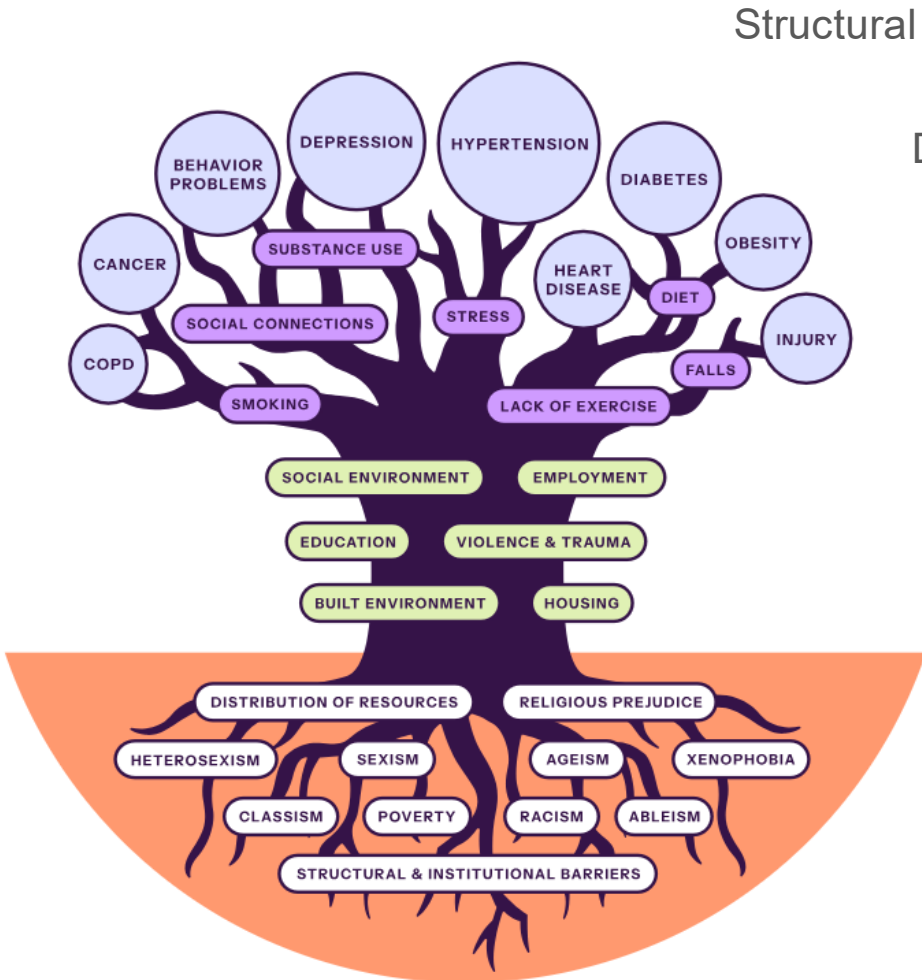 Structural
D
HYPERTENSION
DEPRESSION
BEHAVIOR
PROBLEMS
DIABETES
OBESITY
SUBSTANCE USE
CANCER
HEART
DISEASE
DIET
SOCIAL CONNECTIONS
STRESS
INJURY
COPD
FALLS
SMOKING
LACK OF EXERCISE
SOCIAL ENVIRONMENT
EMPLOYMENT
EDUCATION
VIOLENCE & TRAUMA
BUILT ENVIRONMENT
HOUSING
DISTRIBUTION OF RESOURCES
RELIGIOUS PREJUDICE
HETEROSEXISM
SEXISM
AGEISM
XENOPHOBIA
CLASSISM
POVERTY
RACISM
ABLEISM
STRUCTURAL & INSTITUTIONAL BARRIERS